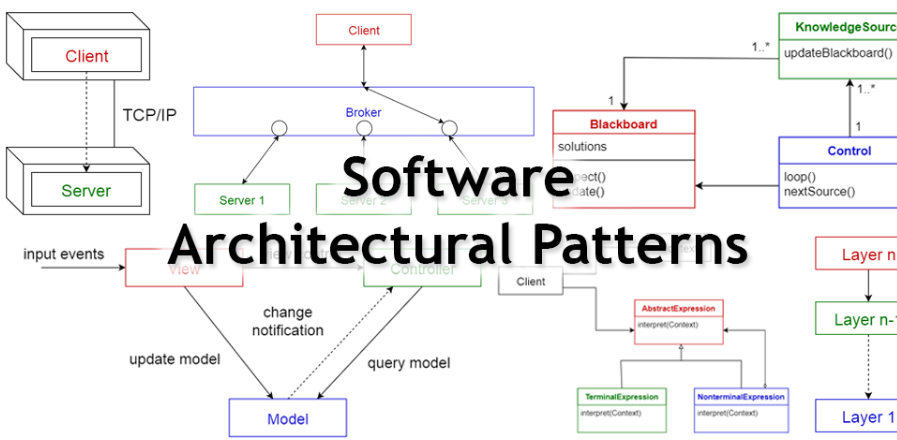 Client
TCP/IP
Server
Client
Broker
Server 1
Server 2
Server 3
KnowledgeSourc
updateBlackboard()
1..*
1..*
1
1
Blackboard
solutions
Control
loop()
nextSource()
Software
Architectural Patterns
input events
View
Controller
change
notification
update model
query model
Model
Client
AbstractExpression
interpret(Context)
TerminalExpression
interpret(Context)
NonterminalExpression
interpret(Context)
Layer n
Layer n-1
Layer 1